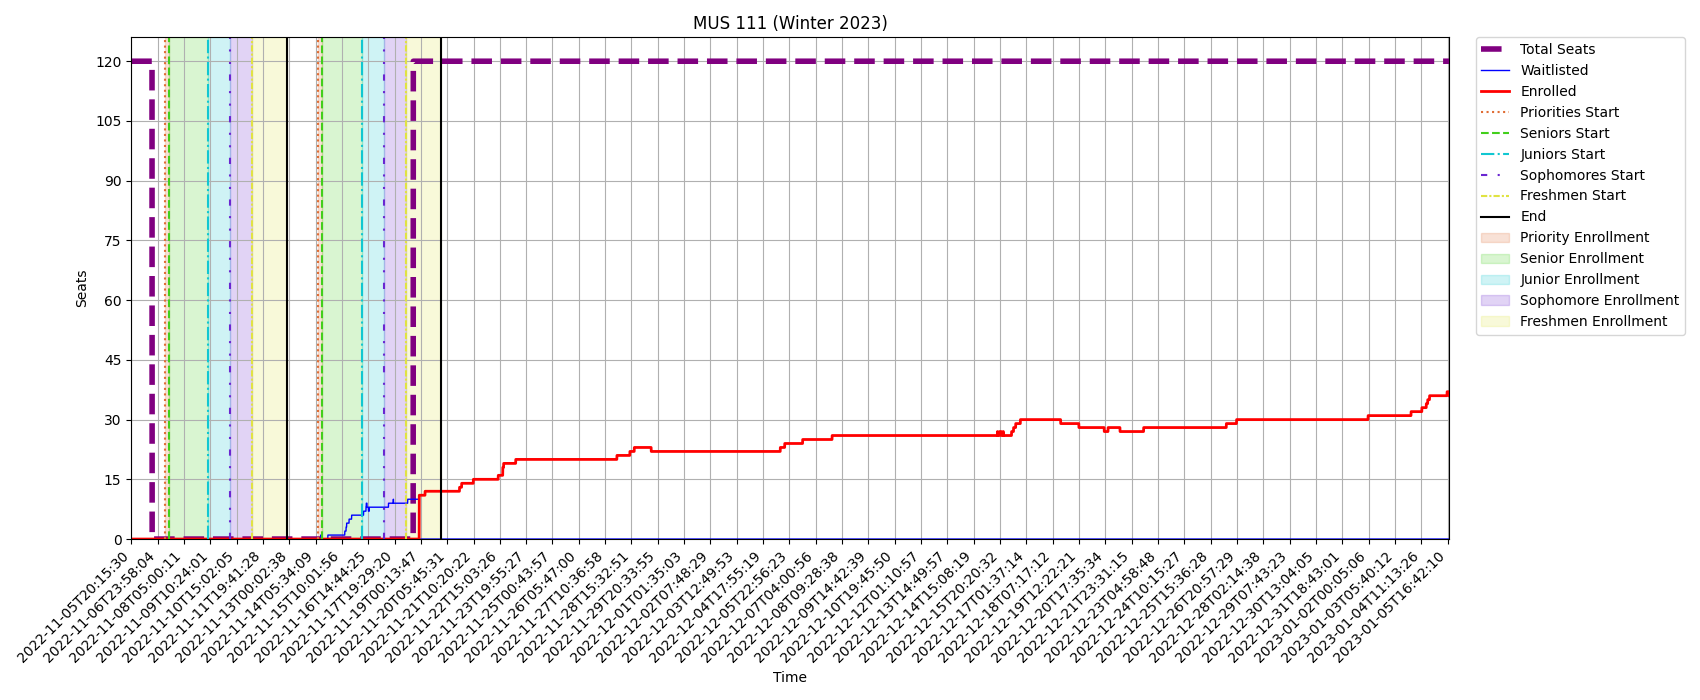 MUS 111 (Winter 2023)
Seats
120
105
90
75
60
45
30
15
0
2022-11-05T20:15:30
2022-11-06T23:58:04
2022-11-08T05:00:11
2022-11-09T10:24:01
2022-11-10T15:02:05
2022-11-11T19:41:28
2022-11-13T00:02:38
2022-11-14T05:34:09
2022-11-15T10:01:56
2022-11-16T14:44:25
2022-11-17T19:29:20
2022-11-19T00:13:47
2022-11-20T05:45:31
2022-11-21T10:20:22
2022-11-22T15:03:26
2022-11-23T19:55:27
2022-11-25T00:43:57
2022-11-26T05:47:00
2022-11-27T10:36:58
2022-11-28T15:32:51
2022-11-29T20:33:55
2022-12-01T01:35:03
2022-12-02T07:48:29
2022-12-03T12:49:53
2022-12-04T17:55:19
2022-12-05T22:56:23
2022-12-07T04:00:56
2022-12-08T09:28:38
2022-12-09T14:42:39
2022-12-10T19:45:50
2022-12-12T01:10:57
2022-12-13T14:49:57
2022-12-14T15:08:19
2022-12-15T20:20:32
2022-12-17T01:37:14
2022-12-18T07:17:12
2022-12-19T12:22:21
2022-12-20T17:35:34
2022-12-21T23:31:15
2022-12-23T04:58:48
2022-12-24T10:15:27
2022-12-25T15:36:28
2022-12-26T20:57:29
2022-12-28T02:14:38
2022-12-29T07:43:23
2022-12-30T13:04:05
2022-12-31T18:43:01
2023-01-02T00:05:06
2023-01-03T05:40:12
2023-01-04T11:13:26
2023-01-05T16:42:10
Time
Total Seats
Waitlisted
Enrolled
Priorities Start
Seniors Start
Juniors Start
Sophomores Start
Freshmen Start
End
Priority Enrollment
Senior Enrollment
Junior Enrollment
Sophomore Enrollment
Freshmen Enrollment